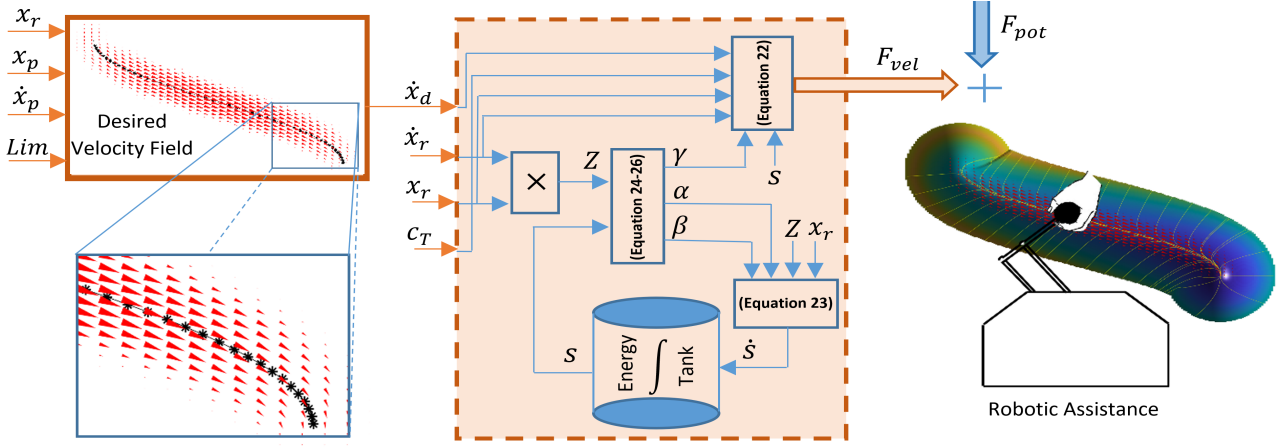 x_r
x_p
ẋ_p
Lim
Desired
Velocity Field
ẋ_d
ẋ_r
x_r
c_T
×
Z
(Equation 24-26)
γ
α
β
(Equation 22)
s
Z x_r
(Equation 23)
ṡ
s
Energy ∫ Tank
F_vel
F_pot
+
Robotic Assistance